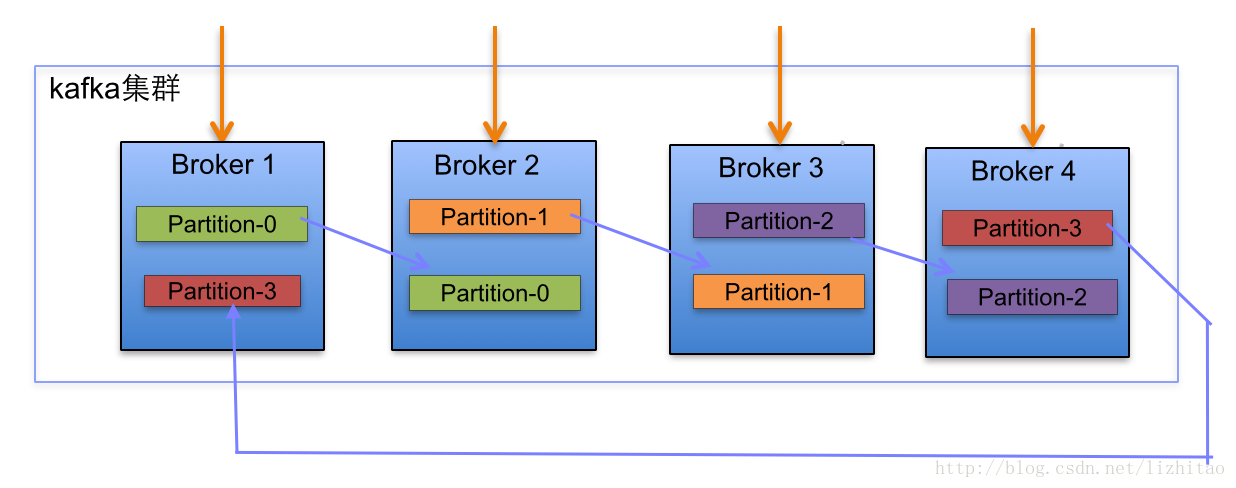 kafka集群
Broker 1
Partition-0
Partition-3
Broker 2
Partition-1
Partition-0
Broker 3
Partition-2
Partition-1
Broker 4
Partition-3
Partition-2
http://blog.csdn.net/lizhitao